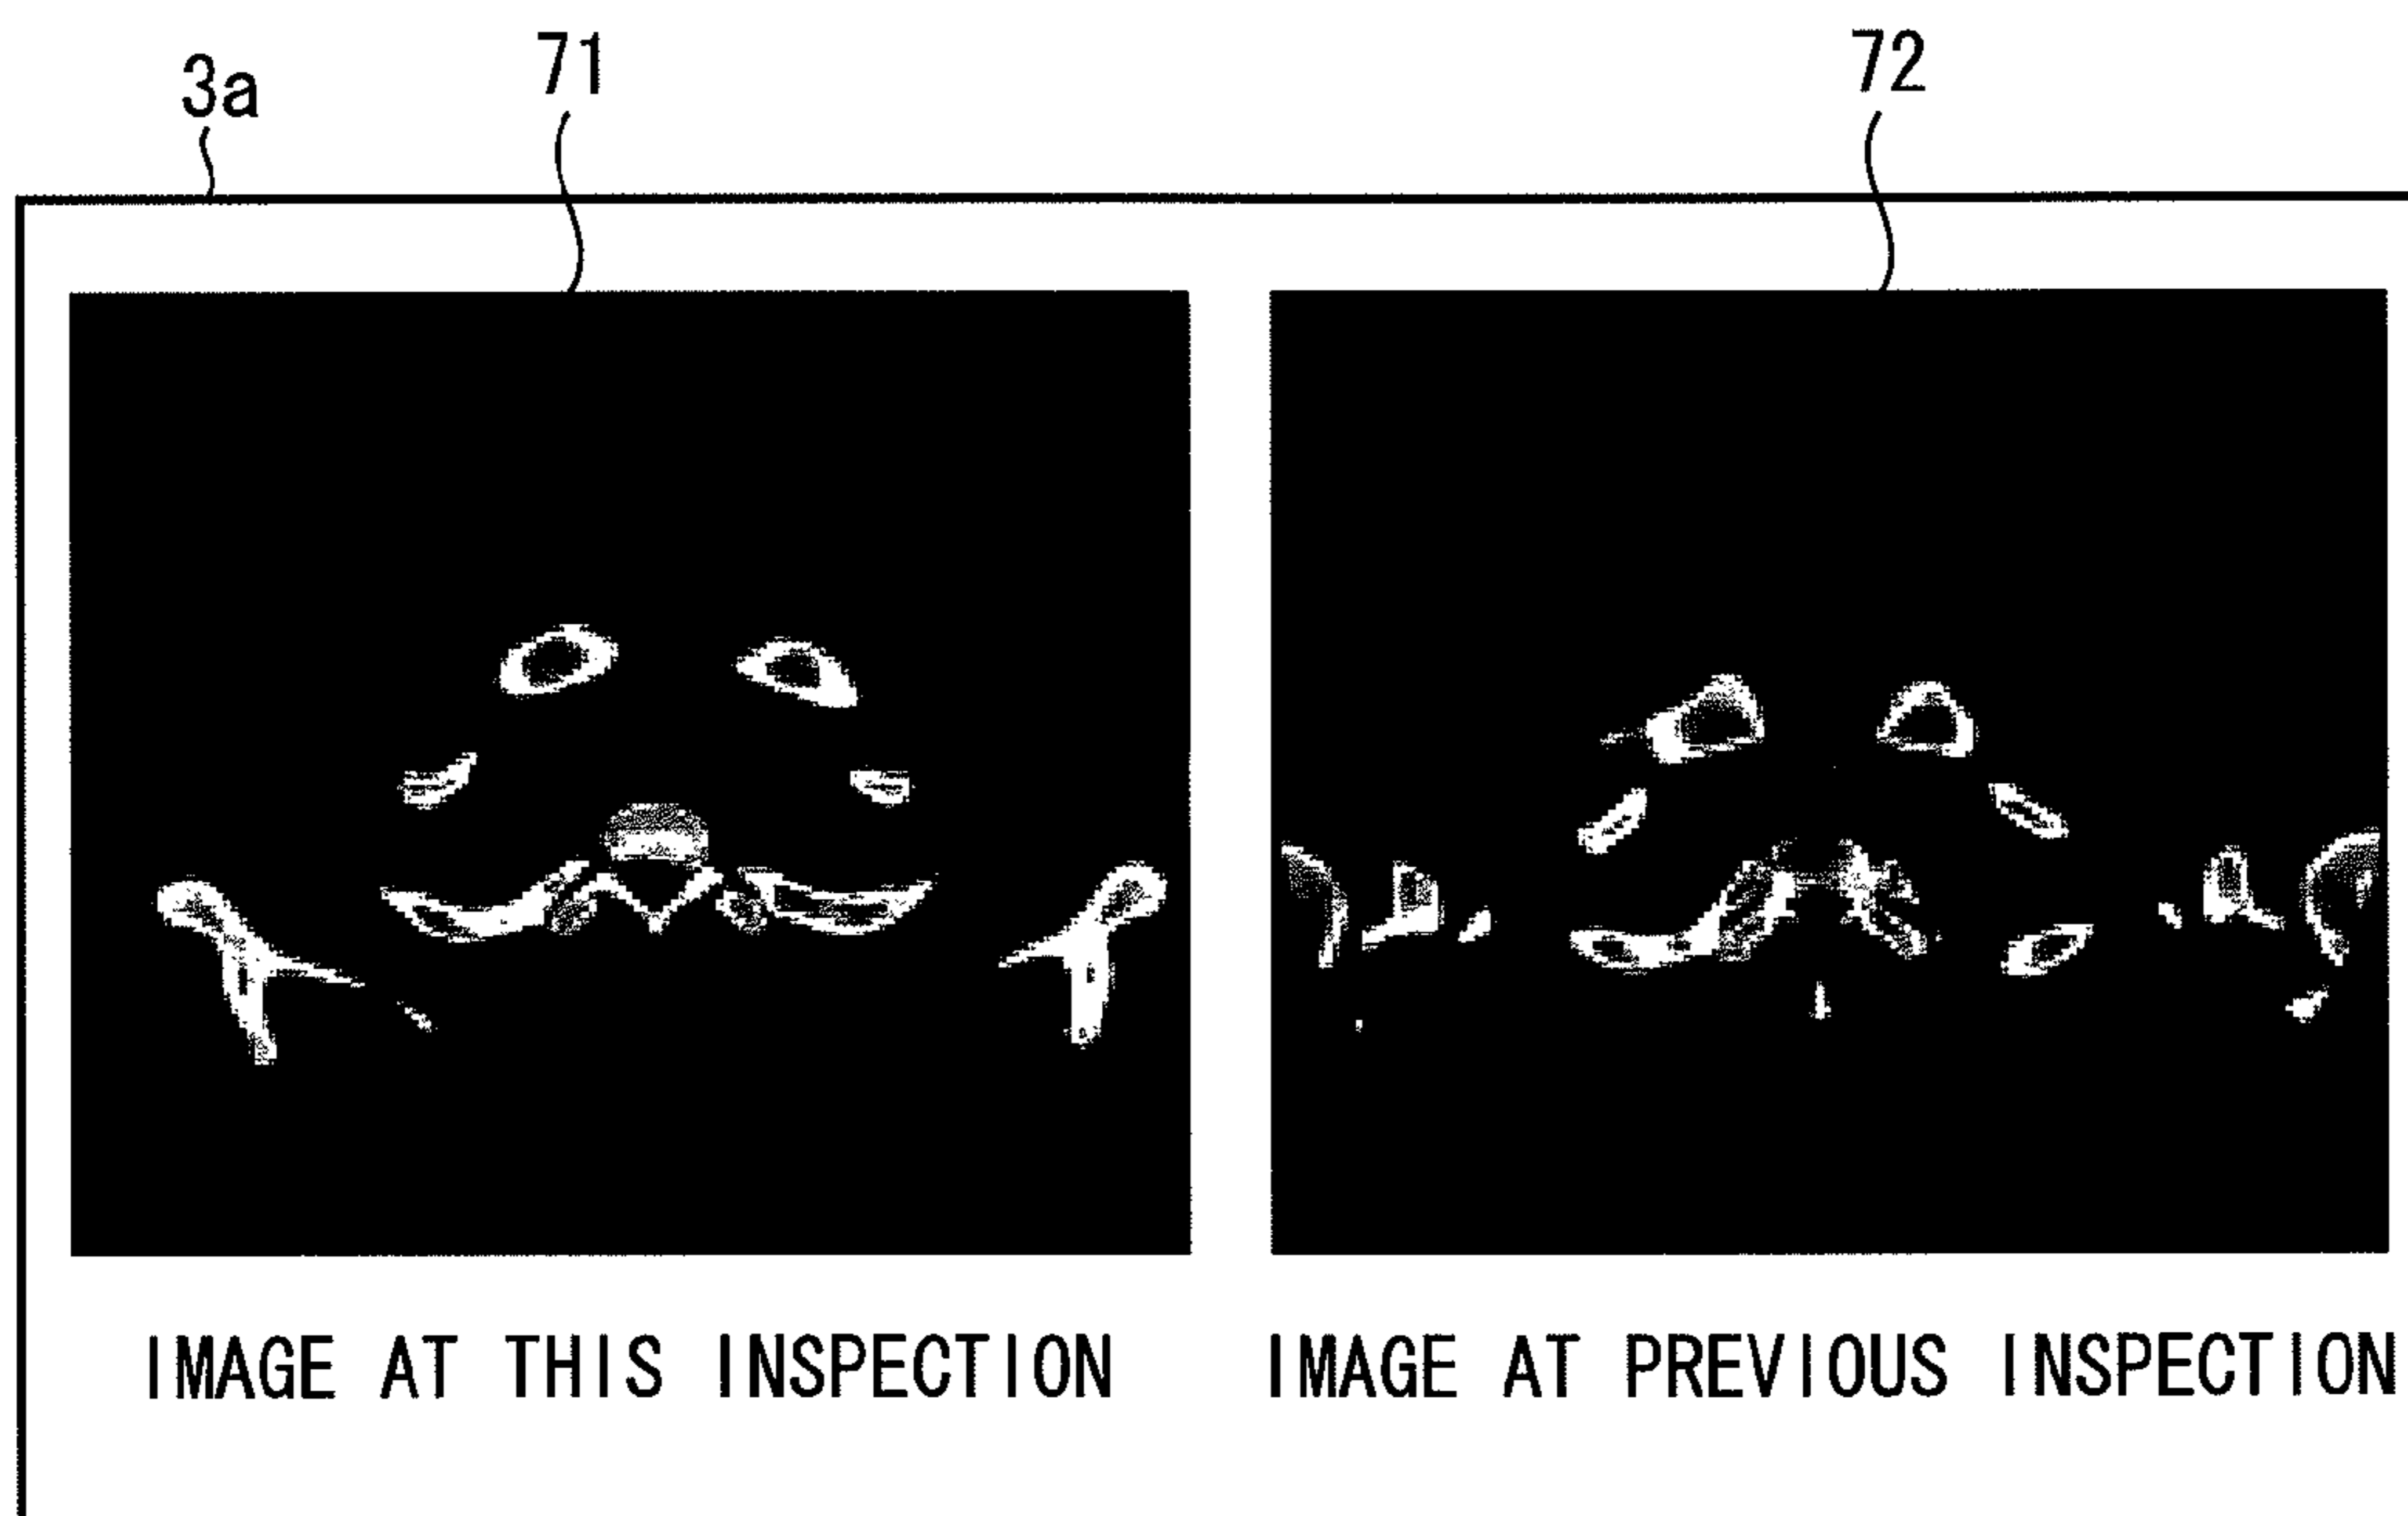 3a
71
72
IMAGE AT THIS INSPECTION
IMAGE AT PREVIOUS INSPECTION